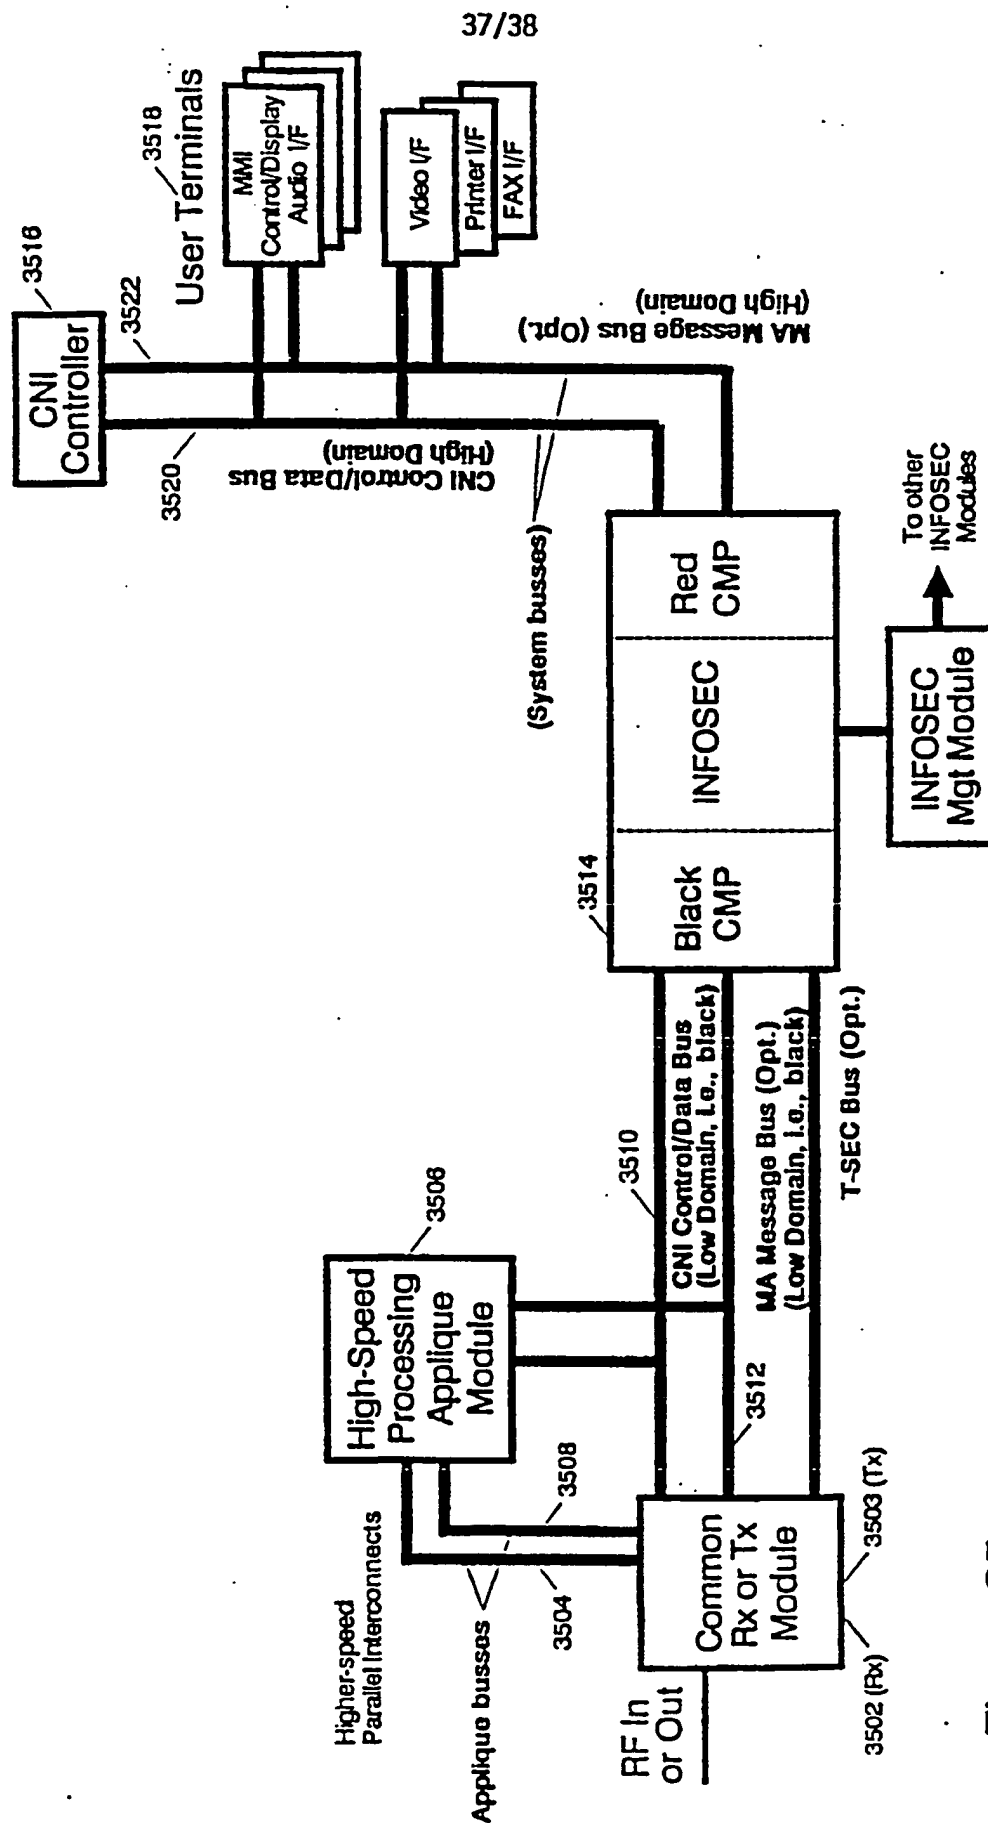 37/38
Higher-speed
Parallel Interconnects
Applique busses
3504
3508
High-Speed
Processing
Applique
Module
3506
RF In
or Out
Common
Rx or Tx
Module
3502 (Rx)
3503 (Tx)
3512
3510
CNI Control/Data Bus
(Low Domain, i.e., black)
MA Message Bus (Opt.)
(Low Domain, i.e., black)
T-SEC Bus (Opt.)
3514
Black
CMP
INFOSEC
Red
CMP
INFOSEC
Mgt Module
To other
INFOSEC
Modules
(System busses)
CNI Control/Data Bus
(High Domain)
MA Message Bus (Opt.)
(High Domain)
3520
3522
CNI
Controller
3516
User Terminals
3518
MMI
Control/Display
Audio I/F
Video I/F
Printer I/F
FAX I/F